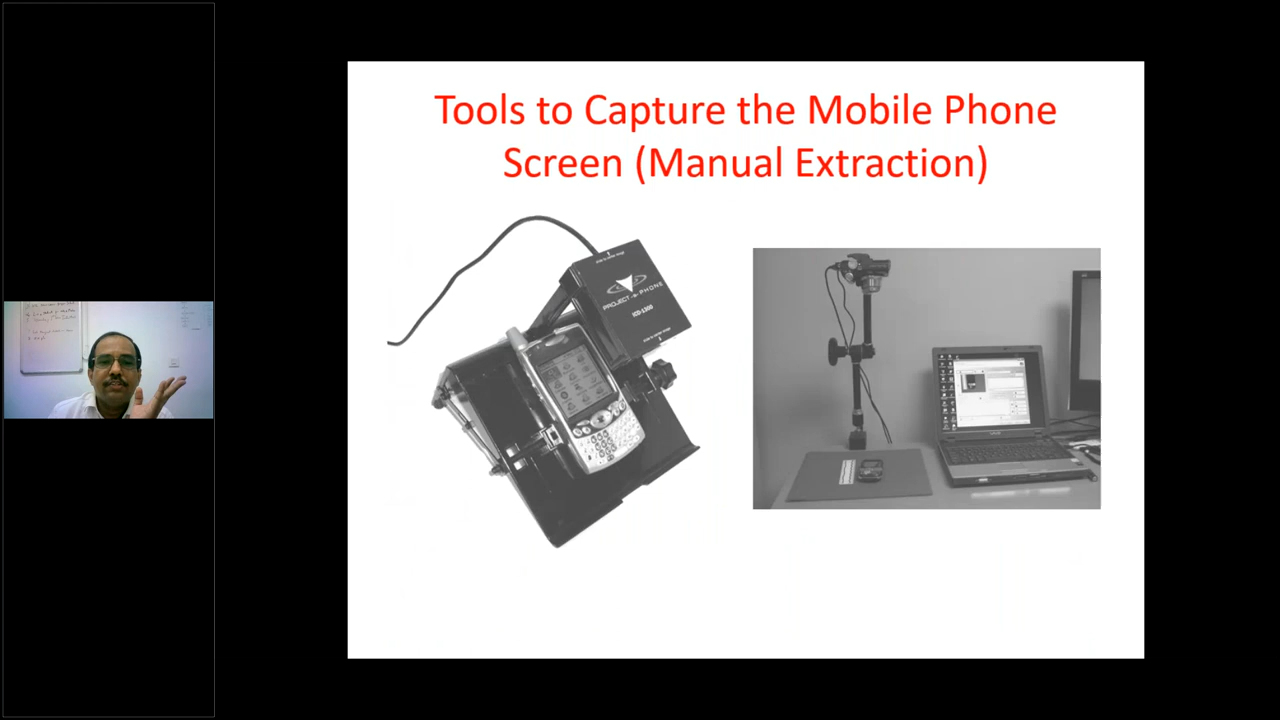 Tools to Capture the Mobile Phone
Screen (Manual Extraction)
PROJECT PHONE
ICD-1300